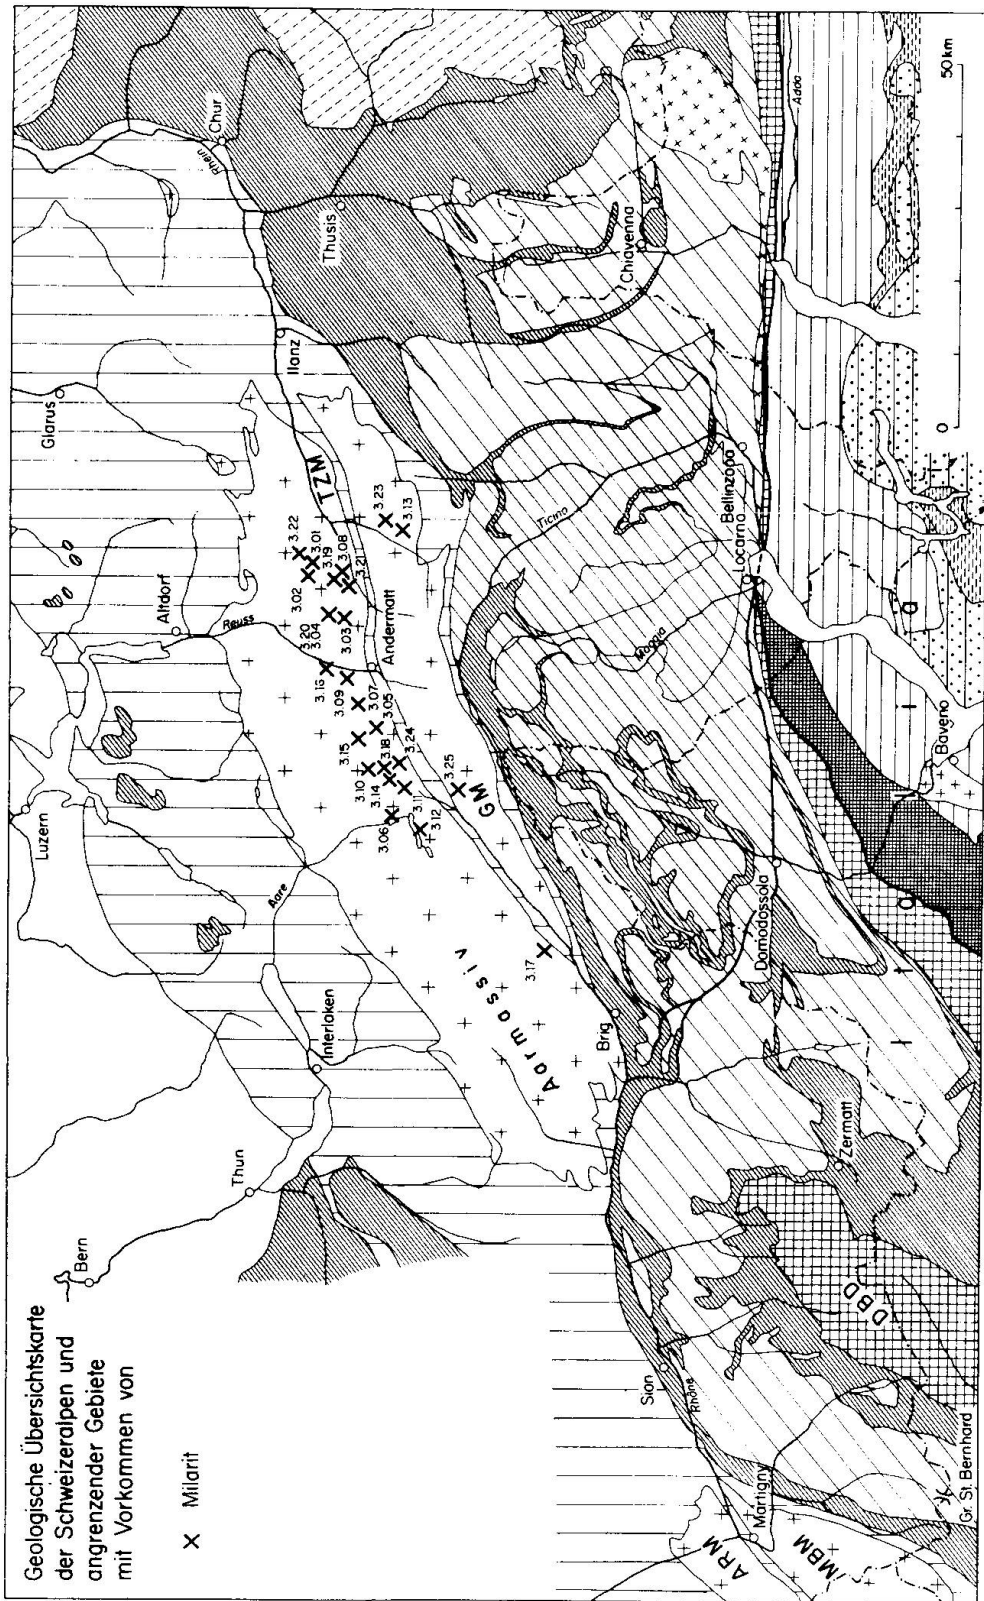 Geologische Übersichtskarte
der Schweizeralpen und
angrenzender Gebiete
mit Vorkommen von
× Milarit
Bern
Thun
Interlaken
Luzern
Aare
Altdorf
Reuss
Glarus
Ilanz
Rhein
Chur
Thusis
Andermatt
TZM
GM
Aarmassiv
3.22
3.01
3.19
3.08
3.21
3.02
3.20
3.04
3.03
3.23
3.13
3.16
3.09
3.07
3.05
3.15
3.18
3.24
3.10
3.14
3.11
3.06
3.12
3.25
3.17
Brig
Sion
Rhône
Martigny
ARM
MBM
Gr. St. Bernhard
DBD
Zermatt
Domodossola
Maggia
Ticino
Locarno
Bellinzona
Chiavenna
Adda
Baveno
0
50 km